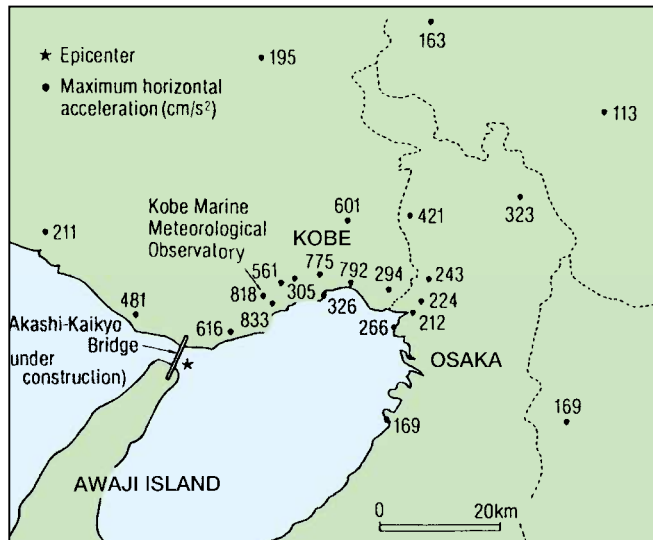 163
★ Epicenter
195
• Maximum horizontal
acceleration (cm/s²)
113
601
323
Kobe Marine
Meteorological
Observatory
421
211
KOBE
775
792
294
243
561
818
305
326
224
481
833
212
616
266
Akashi-Kaikyo
Bridge
under
construction)
OSAKA
169
169
AWAJI ISLAND
0 20km